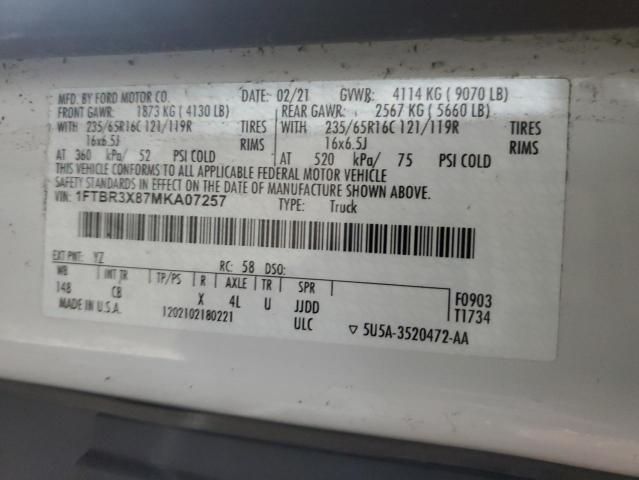 MFD. BY FORD MOTOR CO. DATE: 02/21 GVWR: 4114 KG ( 9070 LB)
FRONT GAWR: 1873 KG ( 4130 LB) REAR GAWR: 2567 KG ( 5660 LB)
WITH 235/65R16C 121/119R TIRES WITH 235/65R16C 121/119R TIRES
16x6.5J RIMS 16x6.5J RIMS
AT 360 kPa/ 52 PSI COLD AT 520 kPa/ 75 PSI COLD
THIS VEHICLE CONFORMS TO ALL APPLICABLE FEDERAL MOTOR VEHICLE
SAFETY STANDARDS IN EFFECT ON THE DATE OF MANUFACTURE SHOWN ABOVE.
VIN: 1FTBR3X87MKA07257 TYPE: Truck
EXT PNT: YZ RC: 58 DSO:
WB INT TR TP/PS R AXLE TR SPR
148 CB X 4L U JJDD F0903
MADE IN U.S.A. 1202102180221 ULC T1734
▽ 5U5A-3520472-AA